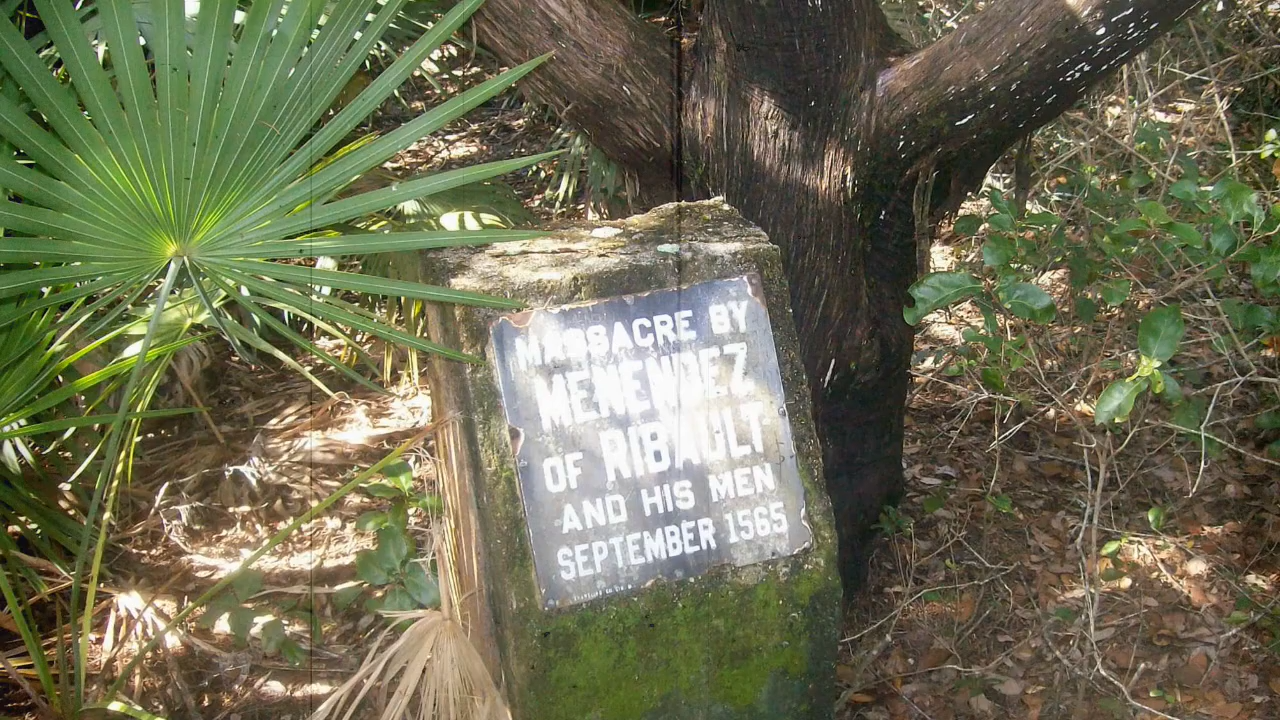 MASSACRE BY
MENENDEZ
OF RIBAULT
AND HIS MEN
SEPTEMBER 1565